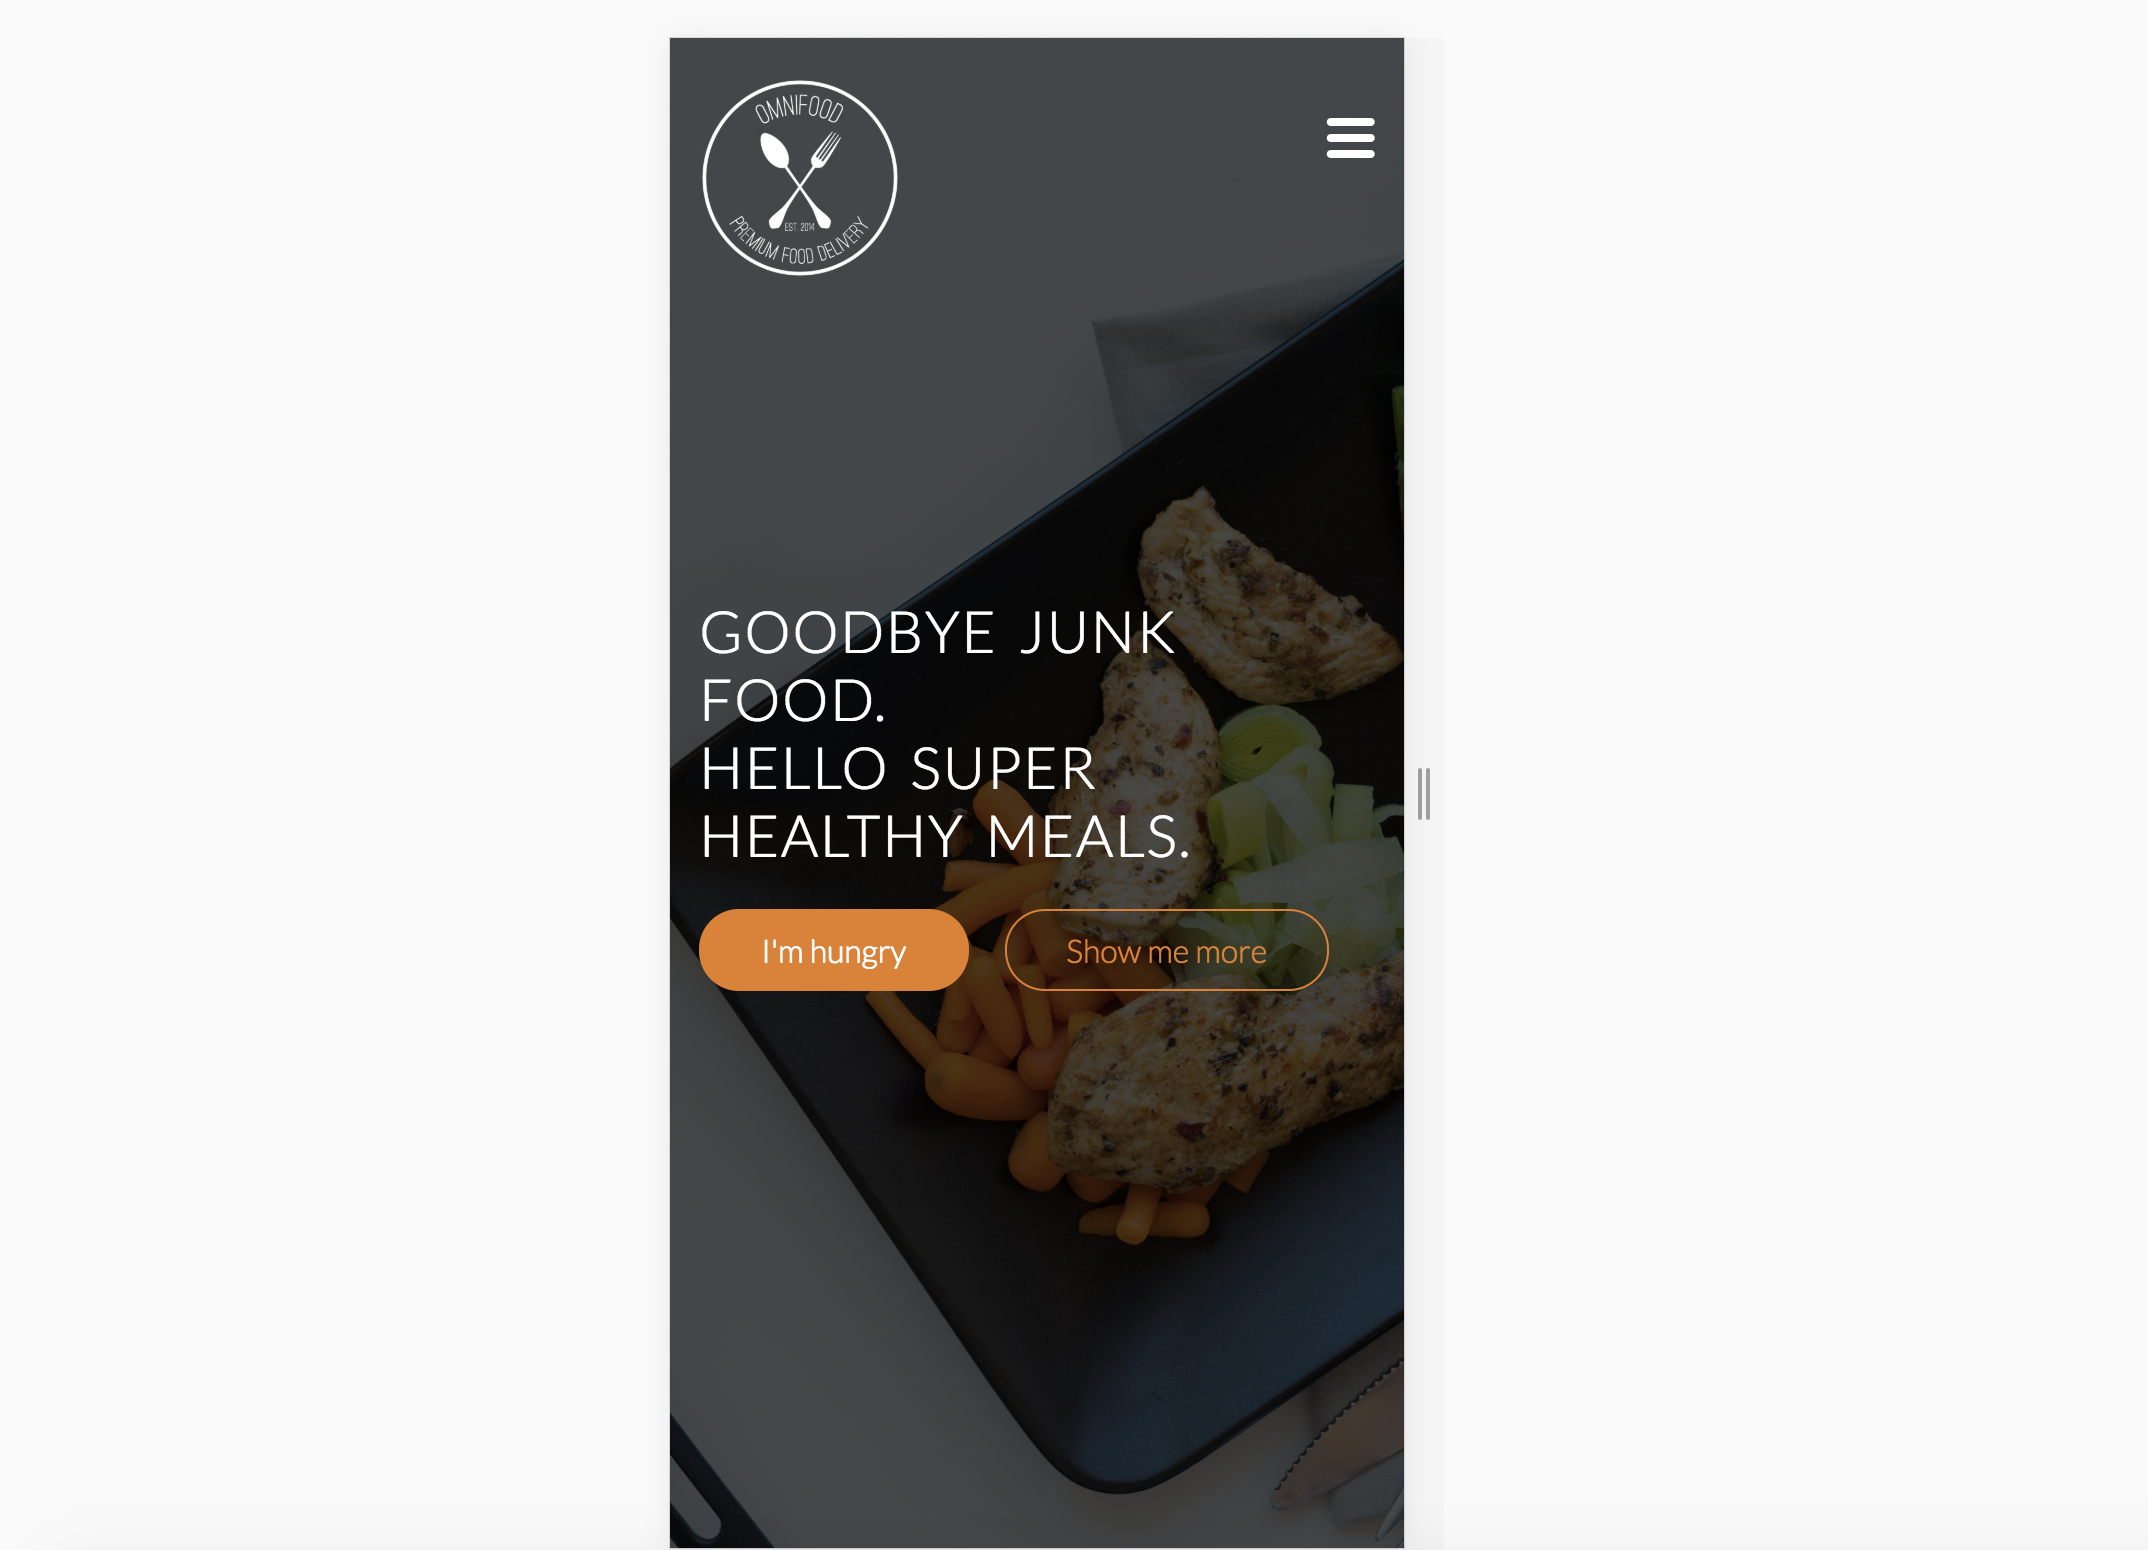 OMNIFOOD
EST 2014
PREMIUM FOOD DELIVERY
GOODBYE JUNK
FOOD.
HELLO SUPER
HEALTHY MEALS.
I'm hungry
Show me more